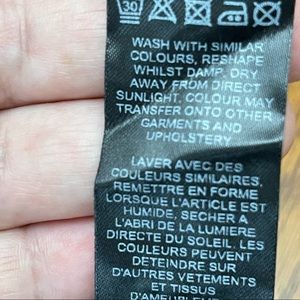 30
WASH WITH SIMILAR
COLOURS, RESHAPE
WHILST DAMP, DRY
AWAY FROM DIRECT
SUNLIGHT, COLOUR MAY
TRANSFER ONTO OTHER
GARMENTS AND
UPHOLSTERY
LAVER AVEC DES
COULEURS SIMILAIRES,
REMETTRE EN FORME
LORSQUE L'ARTICLE EST
HUMIDE, SECHER A
L'ABRI DE LA LUMIERE
DIRECTE DU SOLEIL. LES
COULEURS PEUVENT
DETEINDRE SUR
D'AUTRES VETEMENTS
ET TISSUS
D'AMEUBLEMENT